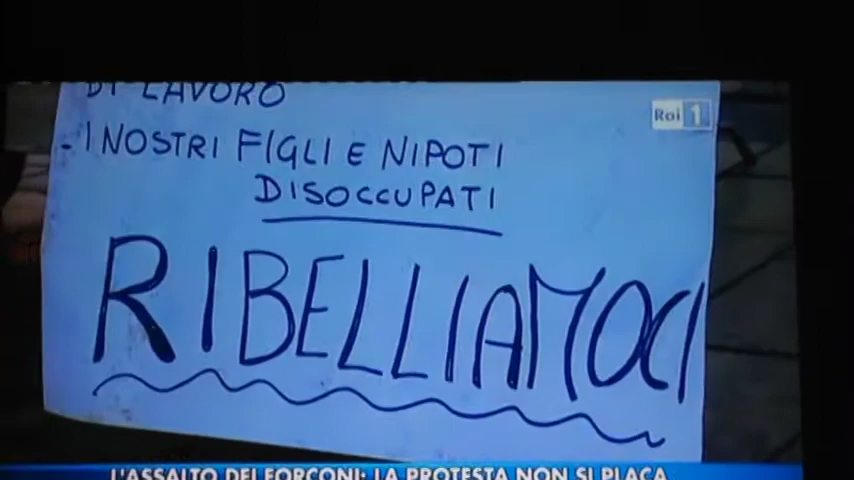 DI LAVORO
Rai 1
- I NOSTRI FIGLI E NIPOTI
DISOCCUPATI
RIBELLIAMOCI
L'ASSALTO DEI FORCONI: LA PROTESTA NON SI PLACA